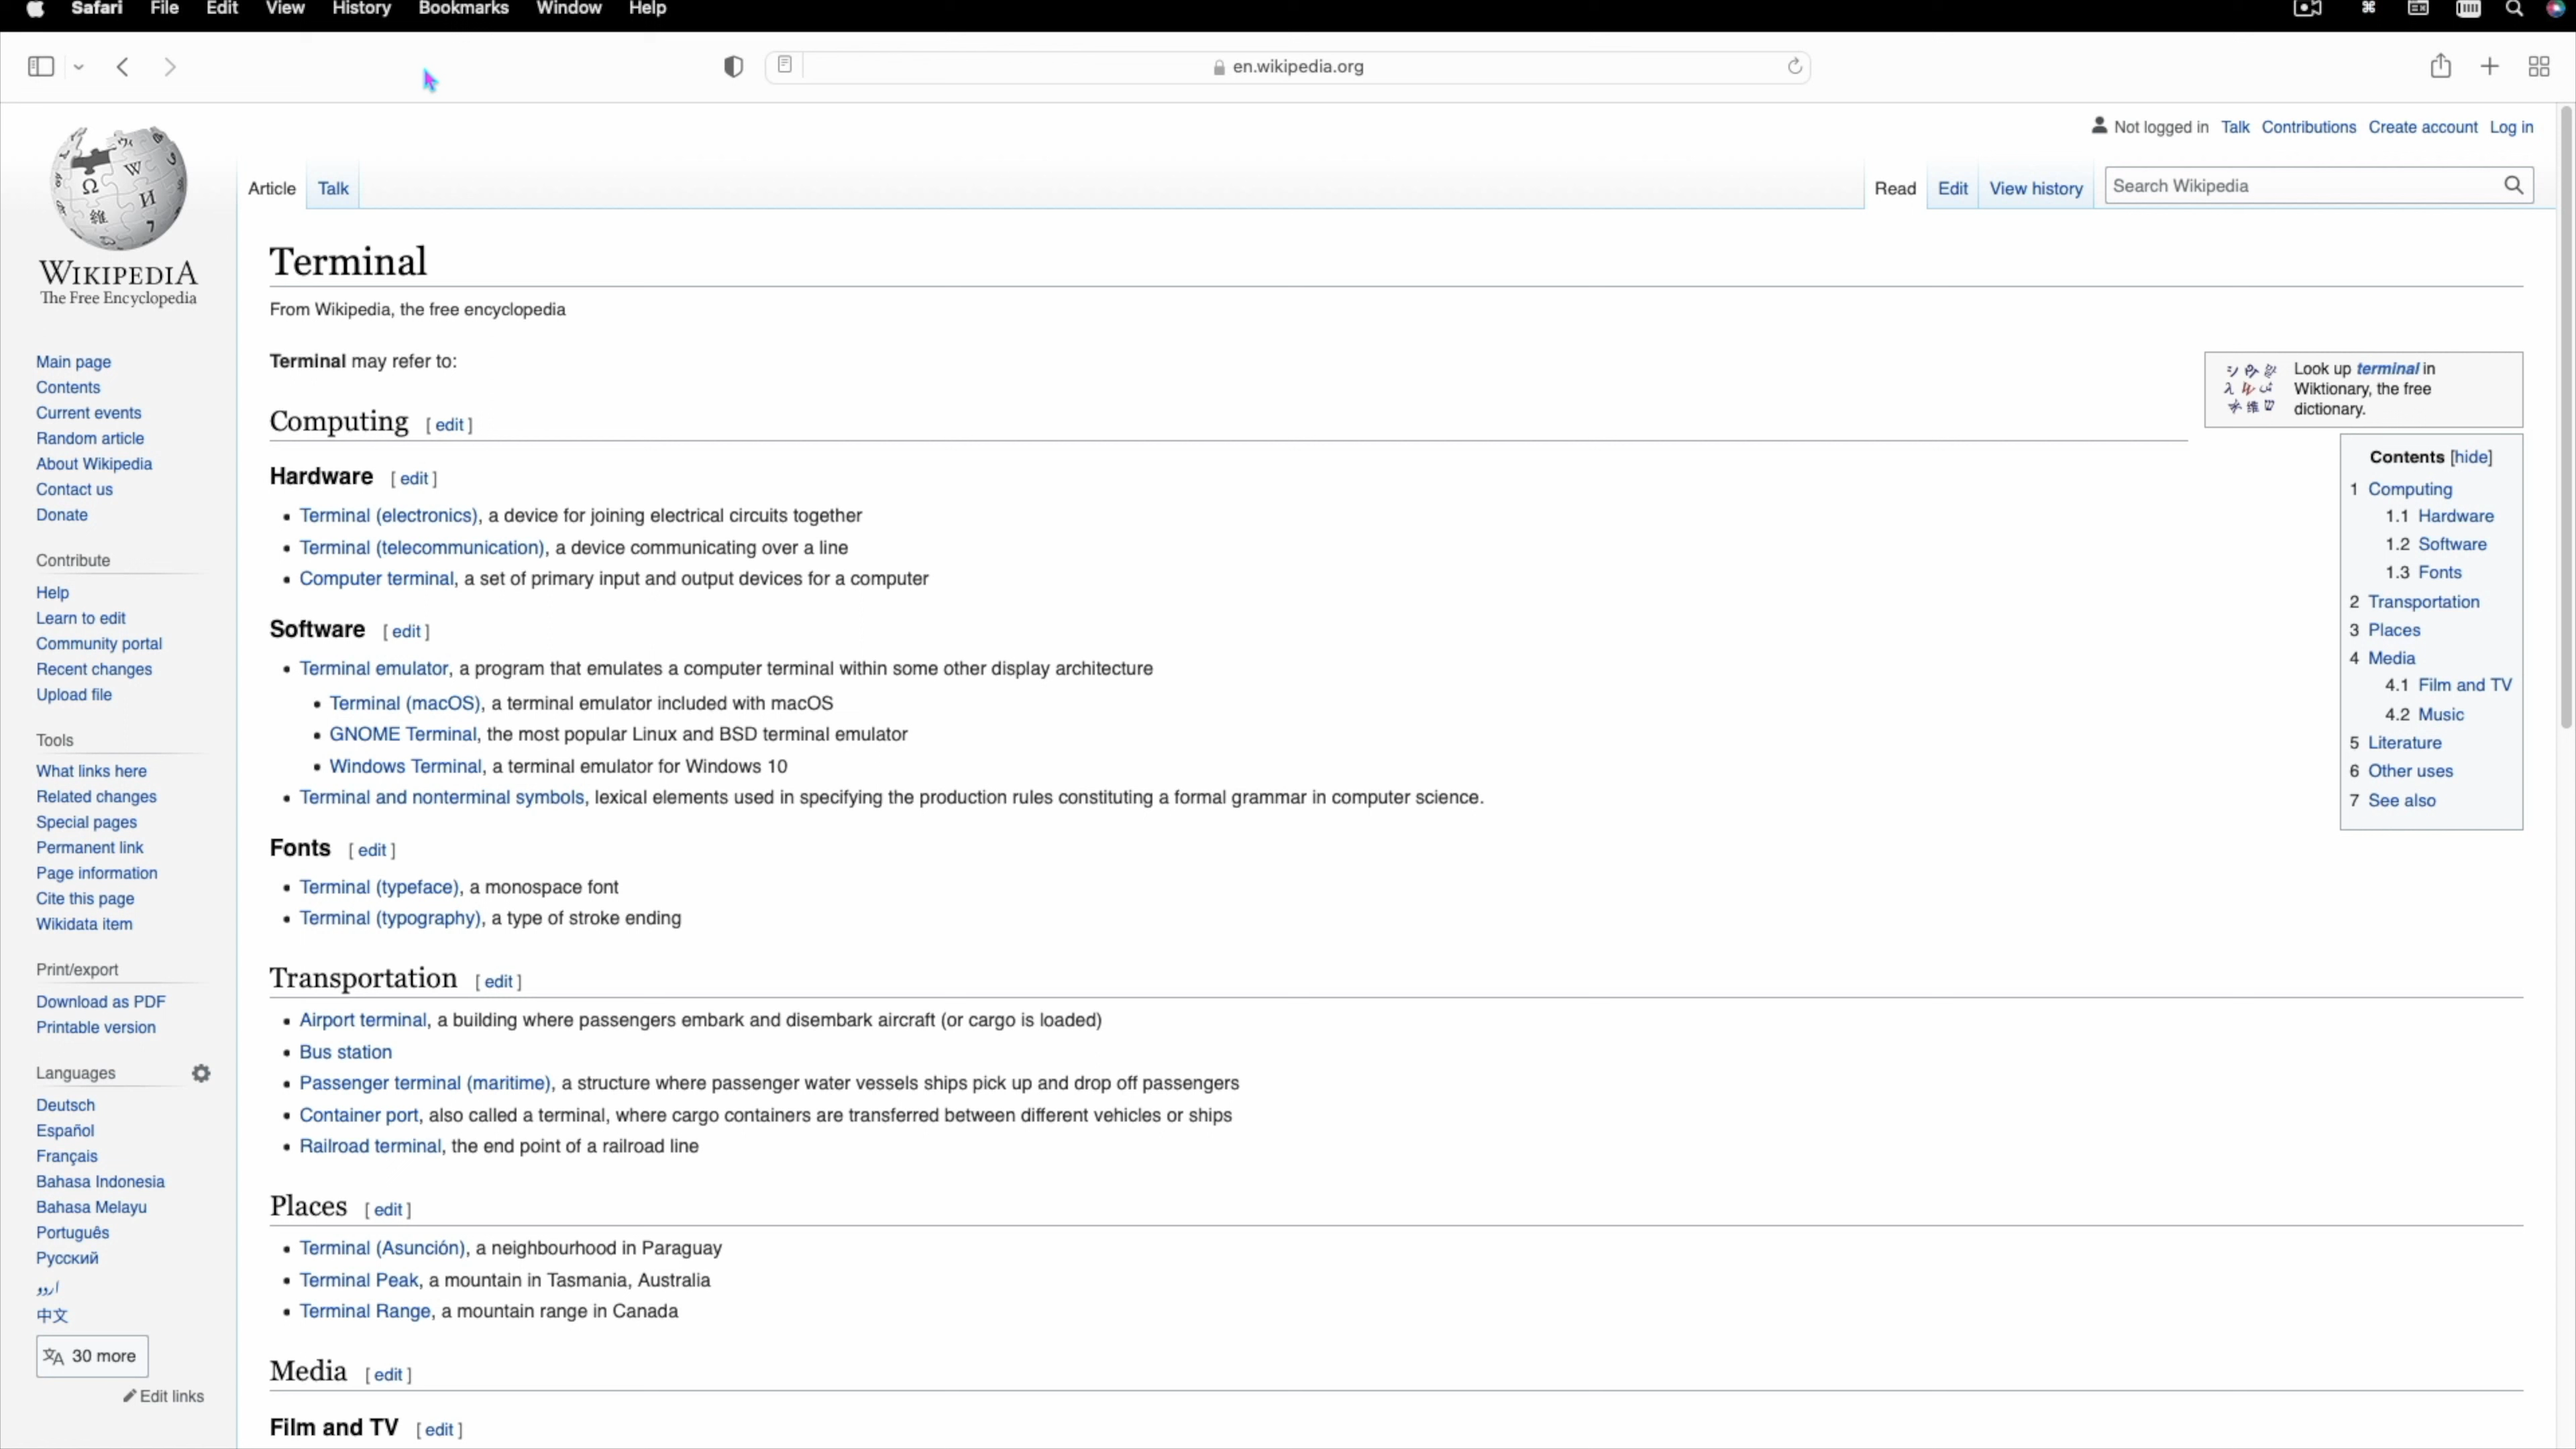 Safari File Edit View History Bookmarks Window Help
en.wikipedia.org
Not logged in Talk Contributions Create account Log in
Article Talk Read Edit View history Search Wikipedia
WIKIPEDIA
The Free Encyclopedia
Main page
Contents
Current events
Random article
About Wikipedia
Contact us
Donate
Contribute
Help
Learn to edit
Community portal
Recent changes
Upload file
Tools
What links here
Related changes
Special pages
Permanent link
Page information
Cite this page
Wikidata item
Print/export
Download as PDF
Printable version
Languages
Deutsch
Español
Français
Bahasa Indonesia
Bahasa Melayu
Português
Русский
اردو
中文
30 more
Edit links
Terminal
From Wikipedia, the free encyclopedia
Terminal may refer to:
Computing [ edit ]
Hardware [ edit ]
Terminal (electronics), a device for joining electrical circuits together
Terminal (telecommunication), a device communicating over a line
Computer terminal, a set of primary input and output devices for a computer
Software [ edit ]
Terminal emulator, a program that emulates a computer terminal within some other display architecture
Terminal (macOS), a terminal emulator included with macOS
GNOME Terminal, the most popular Linux and BSD terminal emulator
Windows Terminal, a terminal emulator for Windows 10
Terminal and nonterminal symbols, lexical elements used in specifying the production rules constituting a formal grammar in computer science.
Fonts [ edit ]
Terminal (typeface), a monospace font
Terminal (typography), a type of stroke ending
Transportation [ edit ]
Airport terminal, a building where passengers embark and disembark aircraft (or cargo is loaded)
Bus station
Passenger terminal (maritime), a structure where passenger water vessels ships pick up and drop off passengers
Container port, also called a terminal, where cargo containers are transferred between different vehicles or ships
Railroad terminal, the end point of a railroad line
Places [ edit ]
Terminal (Asunción), a neighbourhood in Paraguay
Terminal Peak, a mountain in Tasmania, Australia
Terminal Range, a mountain range in Canada
Media [ edit ]
Film and TV [ edit ]
Look up terminal in
Wiktionary, the free
dictionary.
Contents [hide]
1 Computing
1.1 Hardware
1.2 Software
1.3 Fonts
2 Transportation
3 Places
4 Media
4.1 Film and TV
4.2 Music
5 Literature
6 Other uses
7 See also